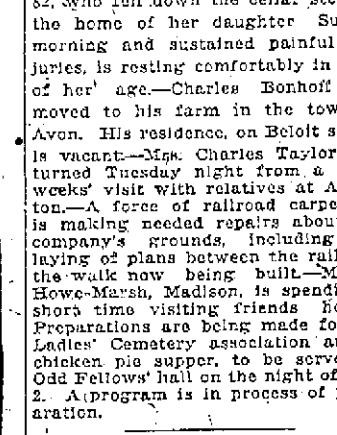 82, who fell down the cellar ste
the home of her daughter Su
morning and sustained painful
juries, is resting comfortably in
of her' age.—Charles Bonhoff
moved to his farm in the tow
Avon. His residence, on Beloit s
is vacant.—Mrs. Charles Taylor
turned Tuesday night from a
weeks' visit with relatives at A
ton.—A force of railroad carpe
is making needed repairs abou
company's grounds, including
laying of plans between the rail
the walk now being built.—M
Howe-Marsh, Madison, is spendi
short time visiting friends he
Preparations are being made fo
Ladies' Cemetery association a
chicken pie supper, to be serve
Odd Fellows' hall on the night of
2. A program is in process of
aration.